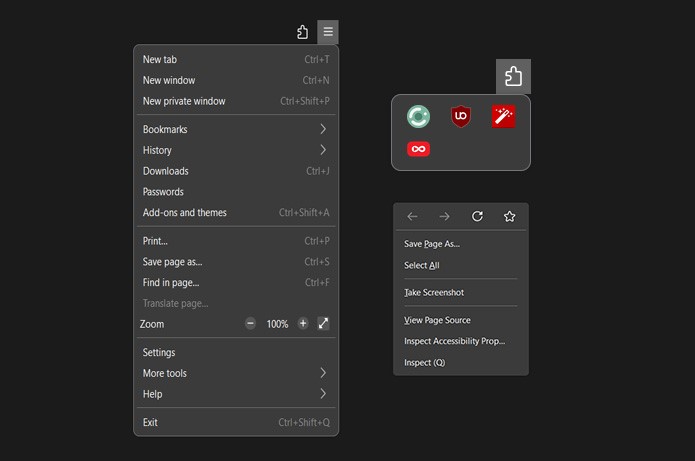 New tab Ctrl+T
New window Ctrl+N
New private window Ctrl+Shift+P
Bookmarks
History
Downloads Ctrl+J
Passwords
Add-ons and themes Ctrl+Shift+A
Print... Ctrl+P
Save page as... Ctrl+S
Find in page... Ctrl+F
Translate page...
Zoom − 100% +
Settings
More tools
Help
Exit Ctrl+Shift+Q
UO
Save Page As...
Select All
Take Screenshot
View Page Source
Inspect Accessibility Prop...
Inspect (Q)